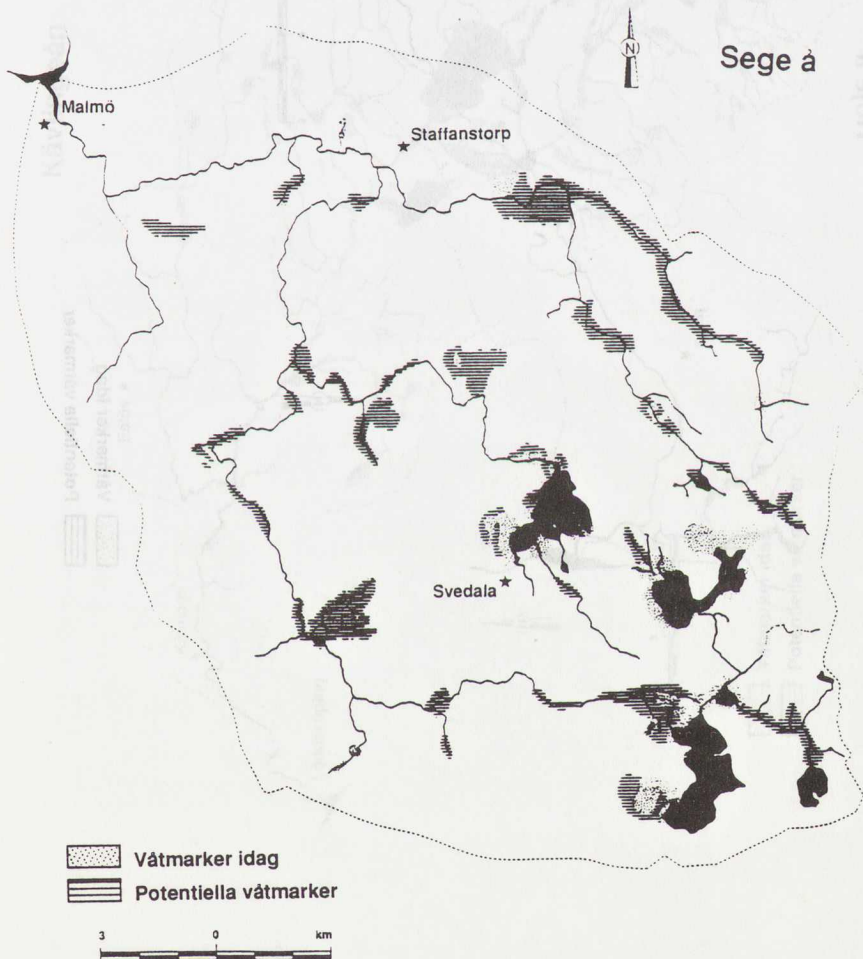 N
Sege å
Malmö
Staffanstorp
Svedala
Våtmarker idag
Potentiella våtmarker
3 0 km